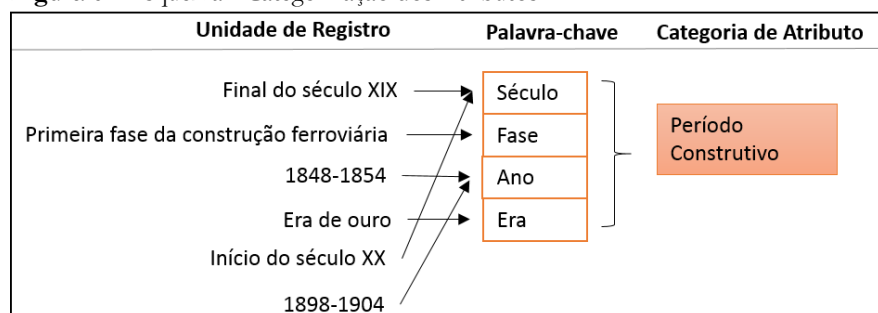 Unidade de Registro Palavra-chave Categoria de Atributo
Final do século XIX Século
Primeira fase da construção ferroviária Fase
Período
Construtivo
1848-1854 Ano
Era de ouro Era
Início do século XX
1898-1904